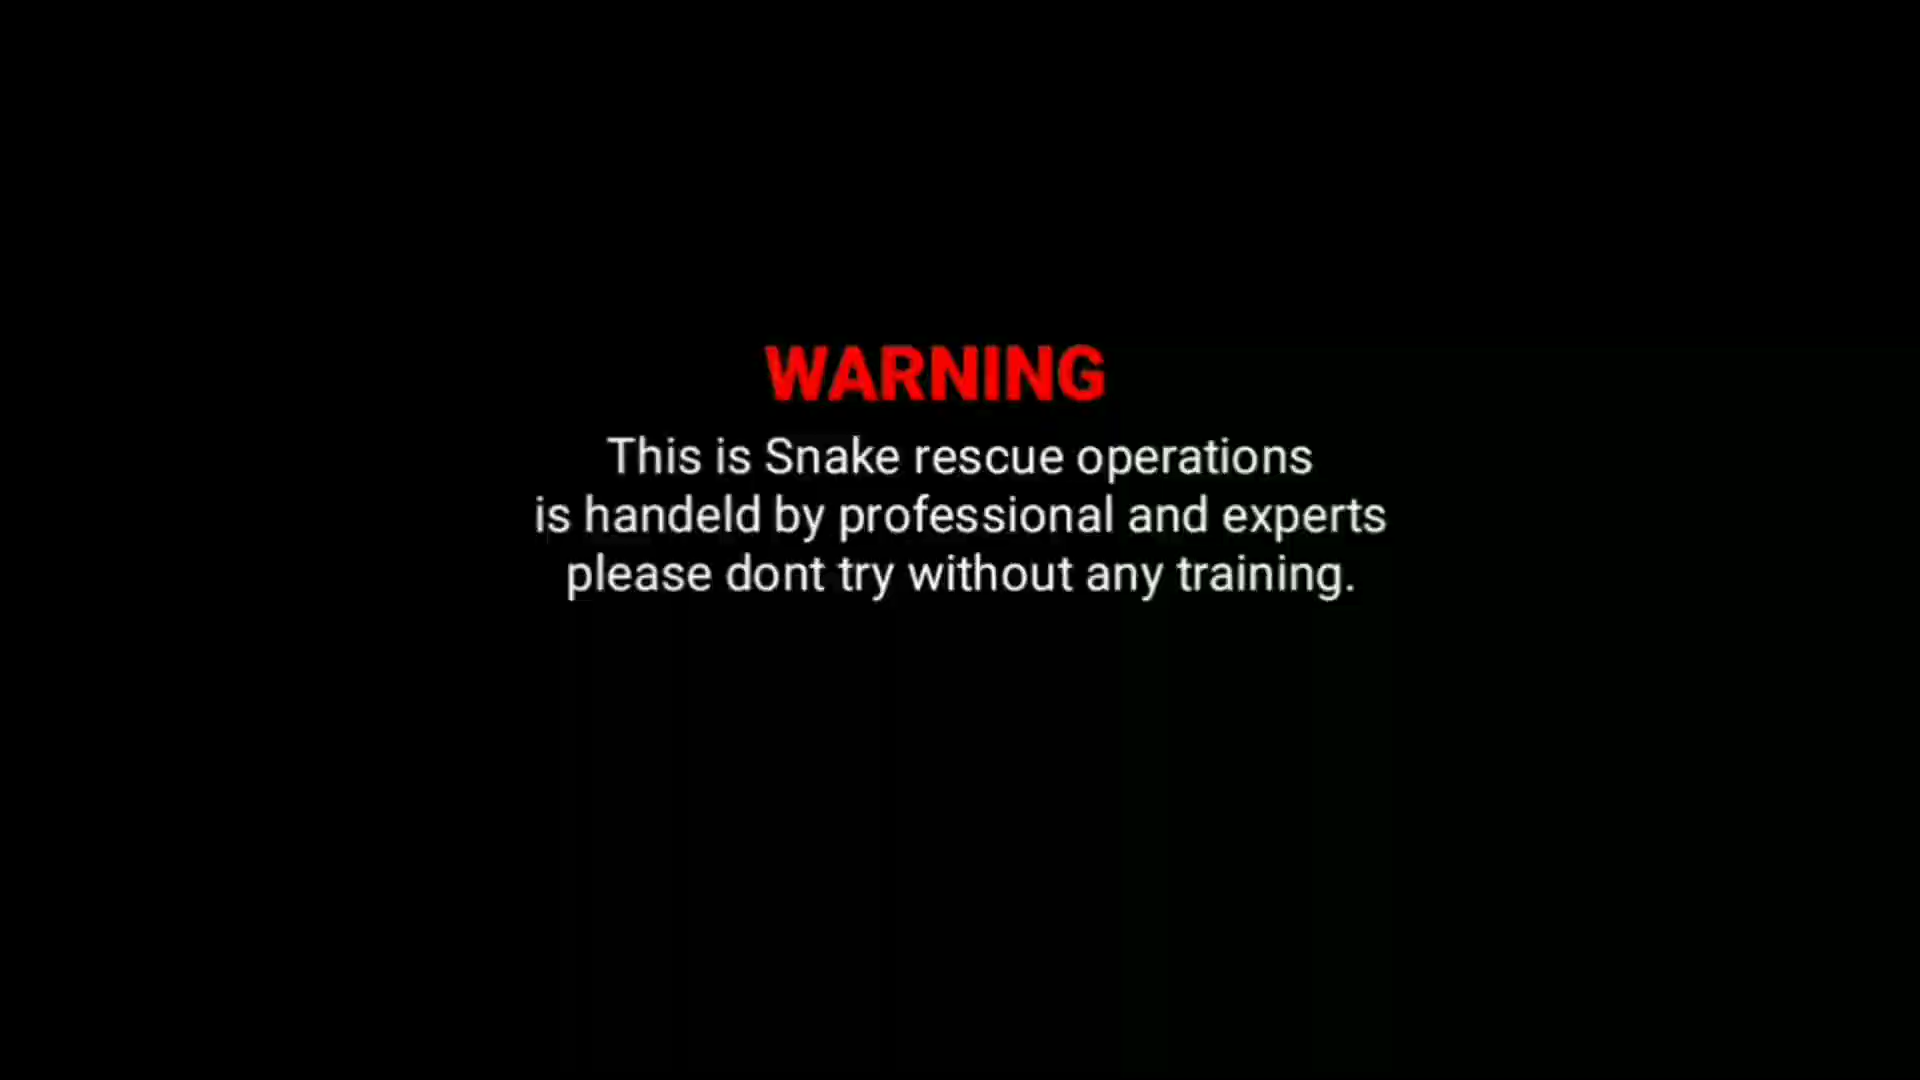 WARNING
This is Snake rescue operations
is handeld by professional and experts
please dont try without any training.